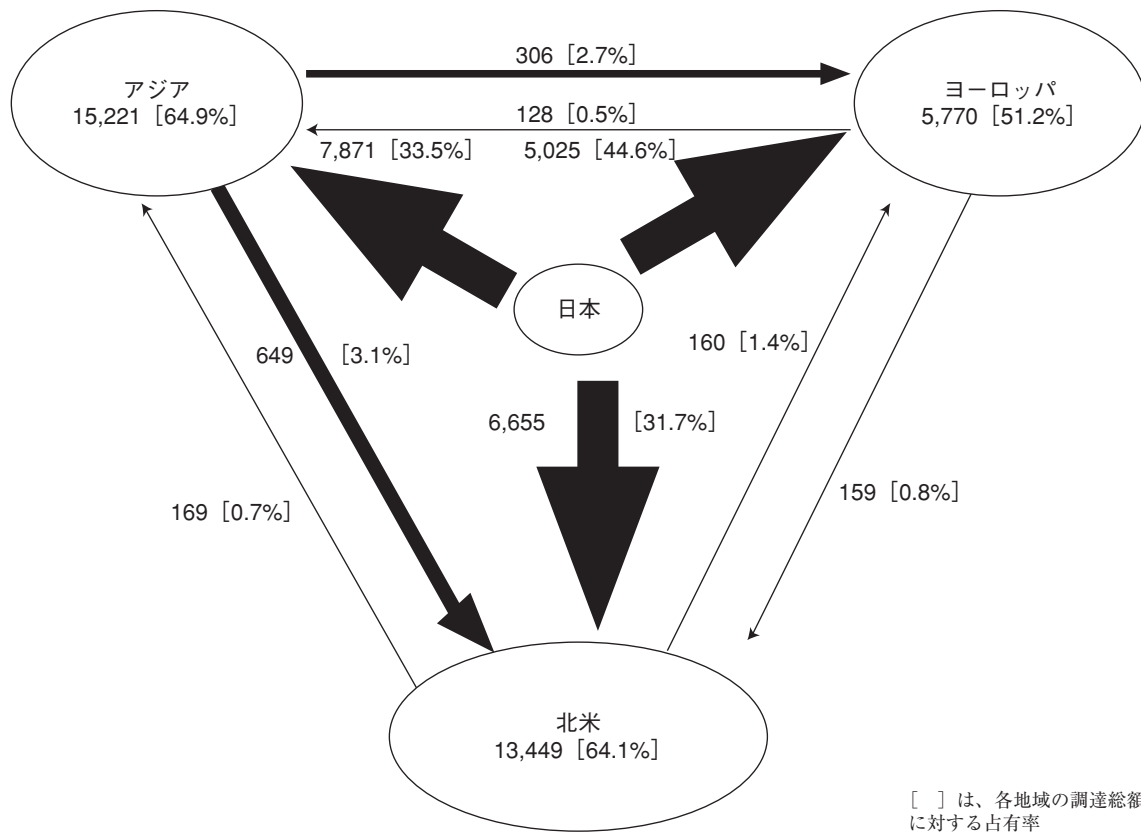 306［2.7%］
アジア
15,221［64.9%］
ヨーロッパ
5,770［51.2%］
128［0.5%］
7,871［33.5%］
5,025［44.6%］
日本
649
［3.1%］
160［1.4%］
6,655
［31.7%］
169［0.7%］
159［0.8%］
北米
13,449［64.1%］
［　］は、各地域の調達総額
に対する占有率